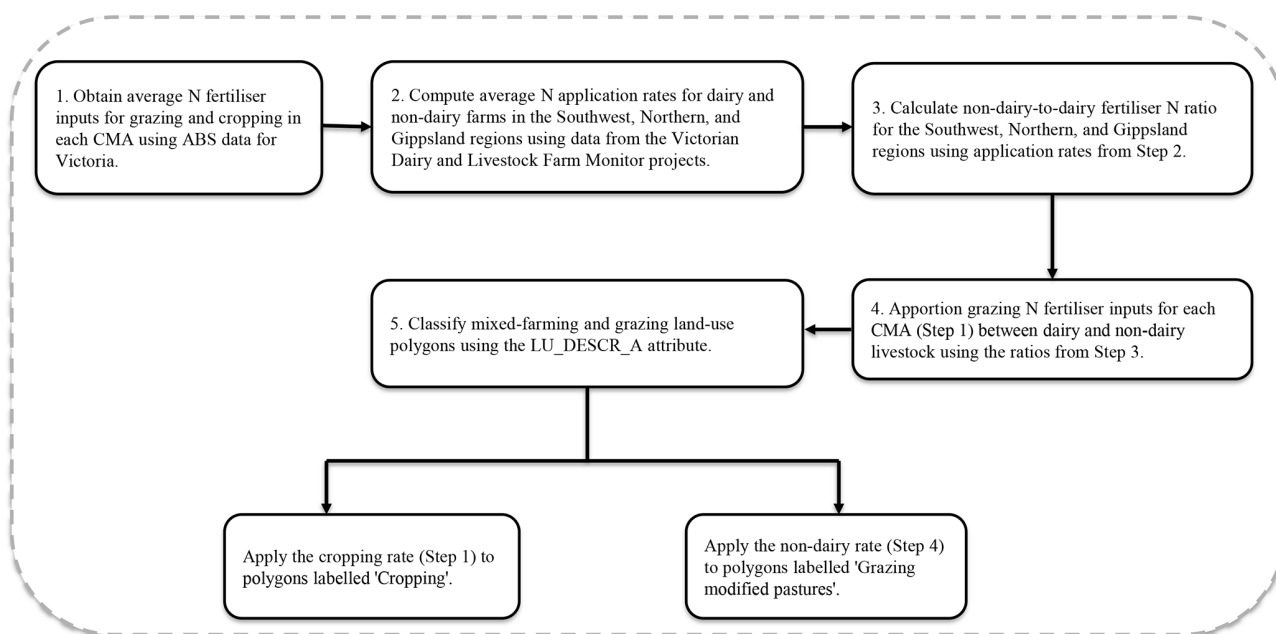 1. Obtain average N fertiliser
inputs for grazing and cropping in
each CMA using ABS data for
Victoria.
2. Compute average N application rates for dairy and
non-dairy farms in the Southwest, Northern, and
Gippsland regions using data from the Victorian
Dairy and Livestock Farm Monitor projects.
3. Calculate non-dairy-to-dairy fertiliser N ratio
for the Southwest, Northern, and Gippsland
regions using application rates from Step 2.
4. Apportion grazing N fertiliser inputs for each
CMA (Step 1) between dairy and non-dairy
livestock using the ratios from Step 3.
5. Classify mixed-farming and grazing land-use
polygons using the LU_DESCR_A attribute.
Apply the cropping rate (Step 1) to
polygons labelled 'Cropping'.
Apply the non-dairy rate (Step 4)
to polygons labelled 'Grazing
modified pastures'.